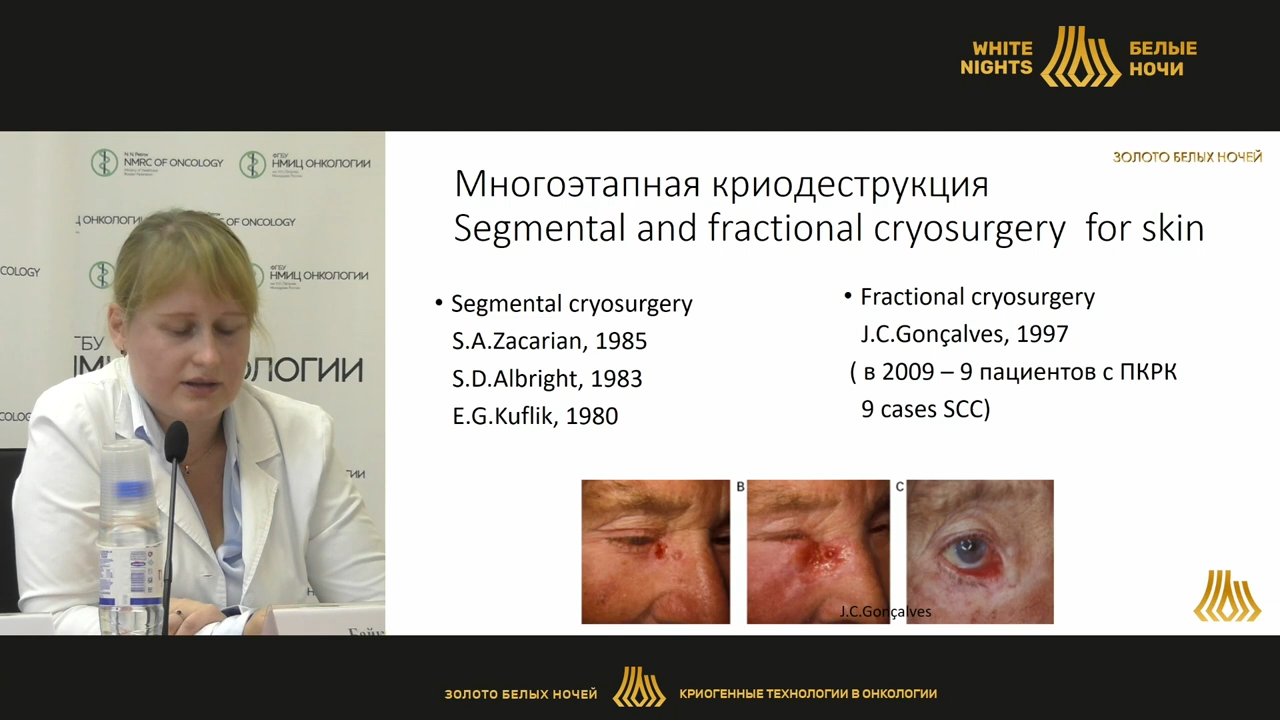 WHITE
NIGHTS
БЕЛЫЕ
НОЧИ
NMRC OF ONCOLOGY
ФГБУ
НМИЦ ОНКОЛОГИИ
OF ONCOLOGY
НМИЦ ОНКОЛОГИИ
ОЛОГИИ
ЗОЛОТО БЕЛЫХ НОЧЕЙ
Многоэтапная криодеструкция
Segmental and fractional cryosurgery for skin
• Segmental cryosurgery
S.A.Zacarian, 1985
S.D.Albright, 1983
E.G.Kuflik, 1980
• Fractional cryosurgery
J.C.Gonçalves, 1997
( в 2009 – 9 пациентов с ПКРК
9 cases SCC)
B
C
J.C.Gonçalves
ЗОЛОТО БЕЛЫХ НОЧЕЙ
КРИОГЕННЫЕ ТЕХНОЛОГИИ В ОНКОЛОГИИ